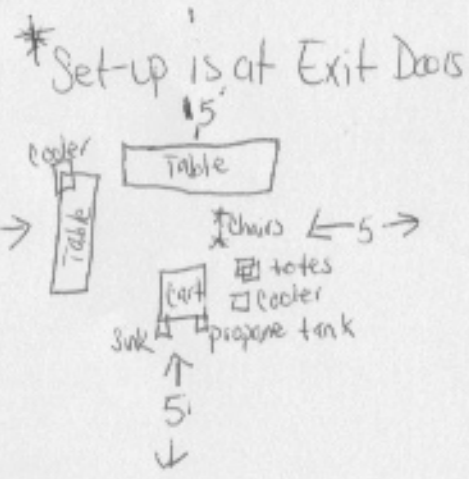 * Set-up is at Exit Doors
5'
Cooler
Table
Table
Chairs
5
totes
Cart
Cooler
Sink
propane tank
5'